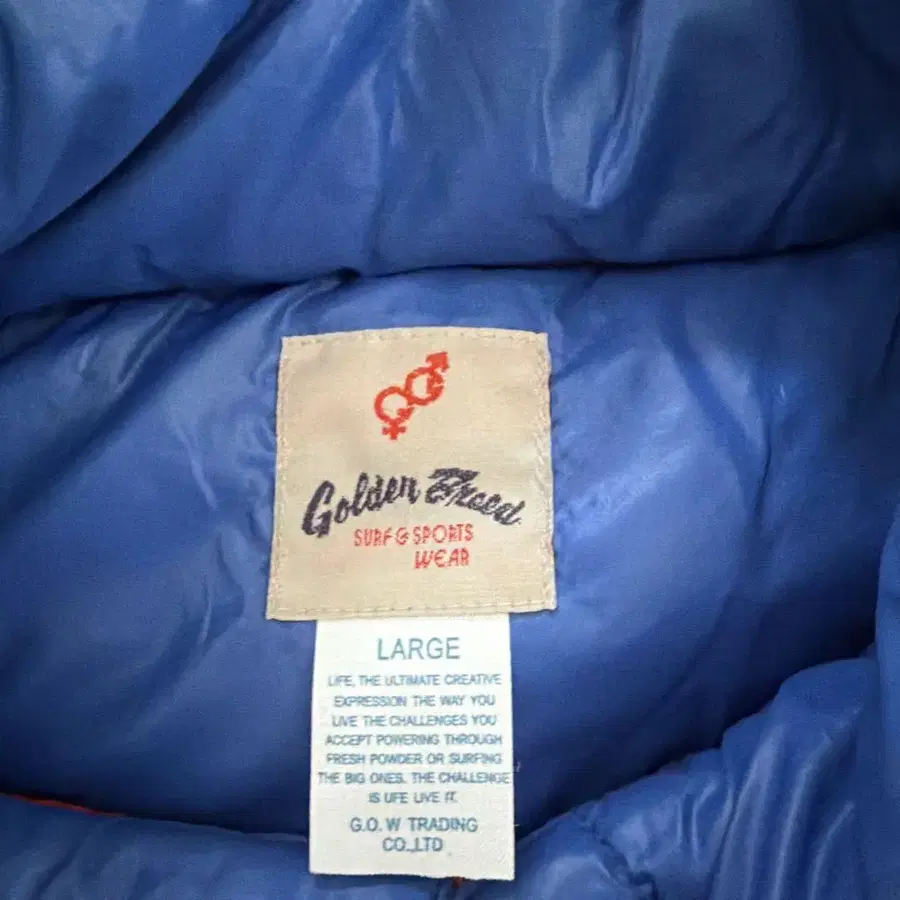 Golden Breed
SURF & SPORTS
WEAR
LARGE
LIFE, THE ULTIMATE CREATIVE
EXPRESSION THE WAY YOU
LIVE THE CHALLENGES YOU
ACCEPT POWERING THROUGH
FRESH POWDER OR SURFING
THE BIG ONES. THE CHALLENGE
IS LIFE LIVE IT.
G.O.W TRADING
CO.,LTD